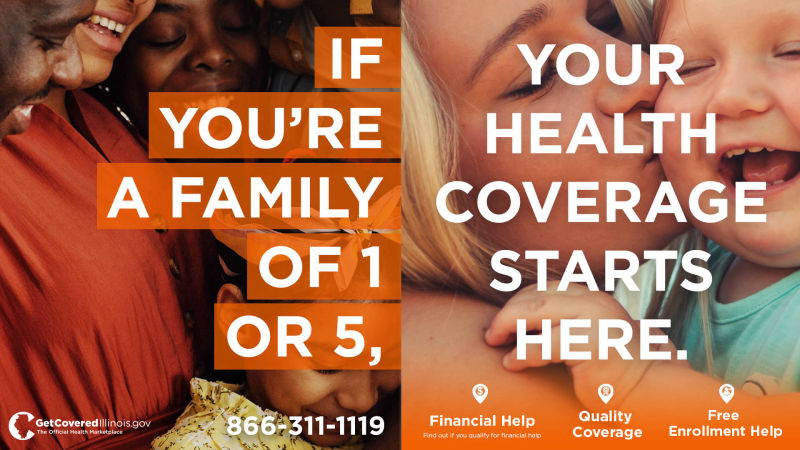 IF
YOU'RE
A FAMILY
OF 1
OR 5,
GetCoveredIllinois.gov
The Official Health Marketplace
866-311-1119
YOUR
HEALTH
COVERAGE
STARTS
HERE.
Financial Help
Find out if you qualify for financial help
Quality
Coverage
Free
Enrollment Help